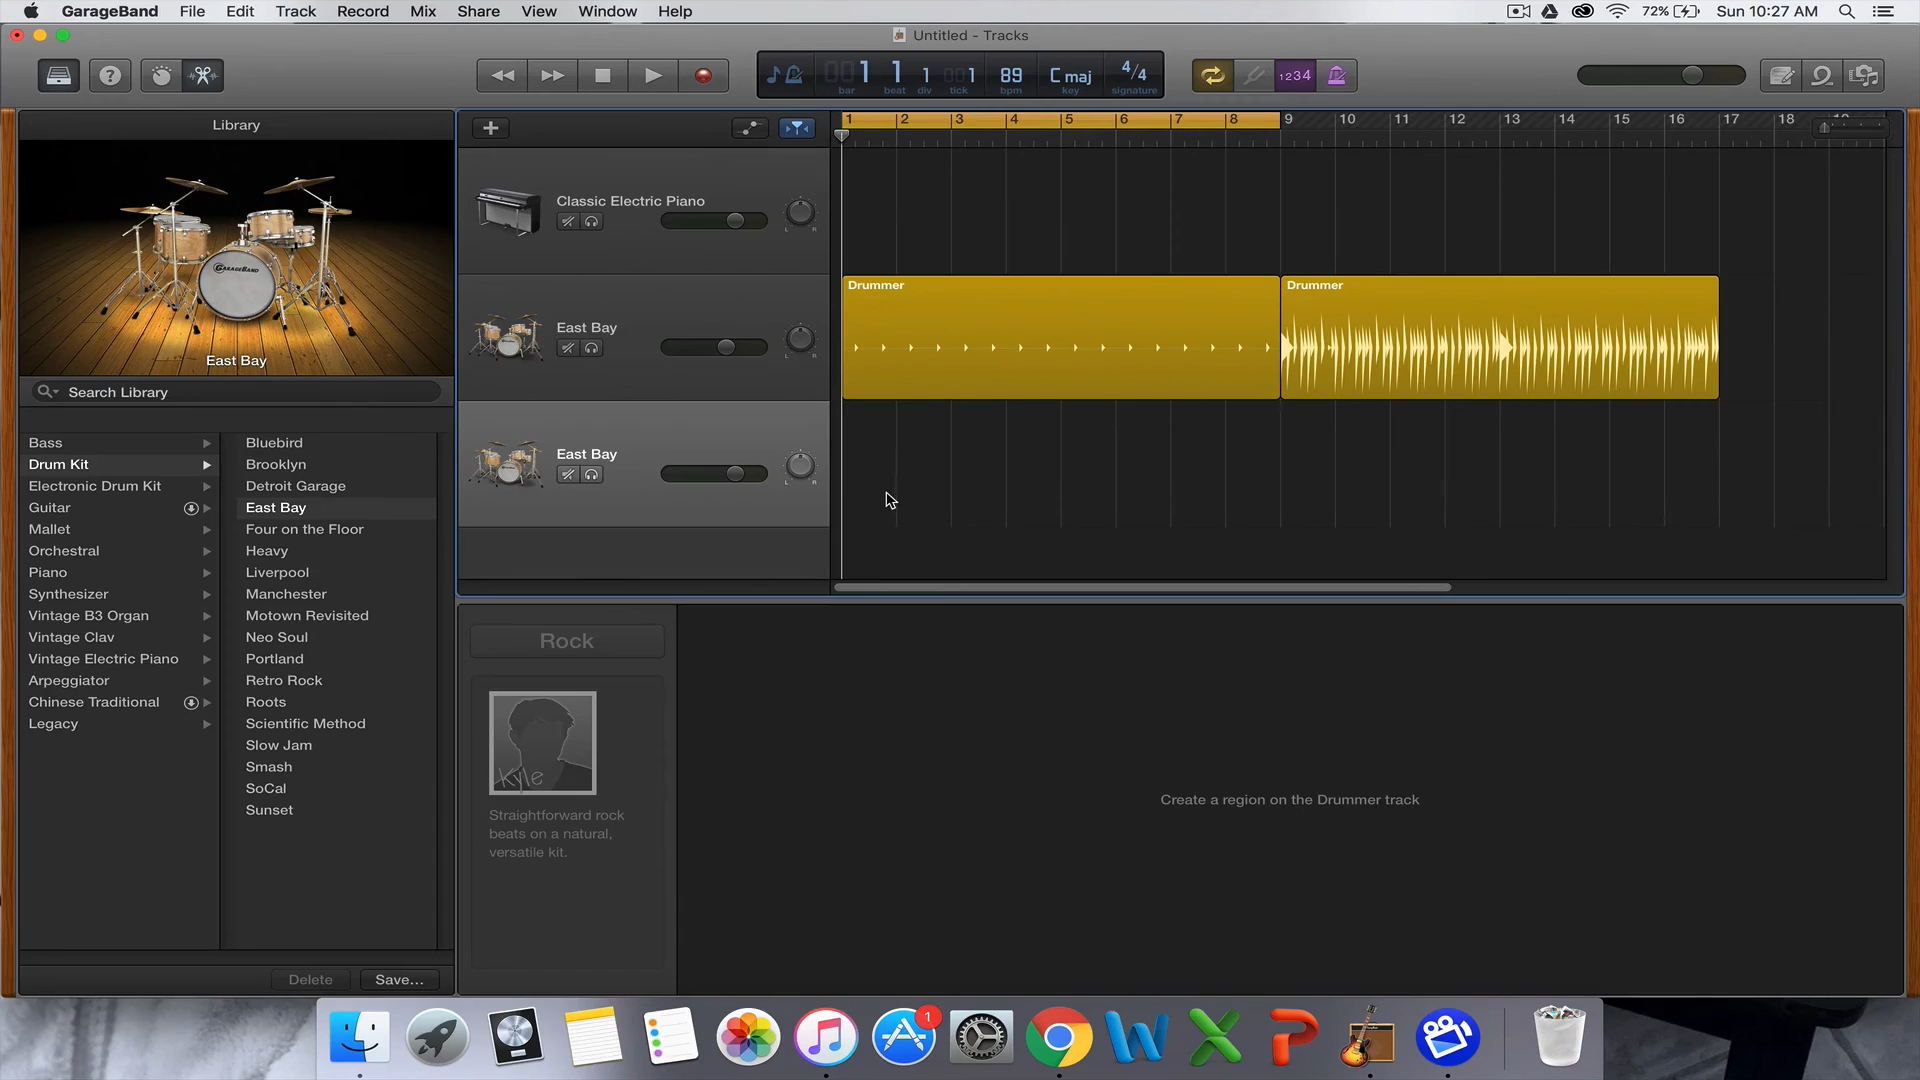 GarageBand File Edit Track Record Mix Share View Window Help 72% Sun 10:27 AM
Untitled - Tracks
001 1 1 001 89 C maj 4/4
bar beat div tick bpm key signature
1234
Library
GARAGEBAND
East Bay
Search Library
Bass
Drum Kit
Electronic Drum Kit
Guitar
Mallet
Orchestral
Piano
Synthesizer
Vintage B3 Organ
Vintage Clav
Vintage Electric Piano
Arpeggiator
Chinese Traditional
Legacy
Bluebird
Brooklyn
Detroit Garage
East Bay
Four on the Floor
Heavy
Liverpool
Manchester
Motown Revisited
Neo Soul
Portland
Retro Rock
Roots
Scientific Method
Slow Jam
Smash
SoCal
Sunset
Delete Save...
1 2 3 4 5 6 7 8 9 10 11 12 13 14 15 16 17 18
Classic Electric Piano
L R
East Bay
L R
East Bay
L R
Drummer Drummer
Rock
Kyle
Straightforward rock
beats on a natural,
versatile kit.
Create a region on the Drummer track
1